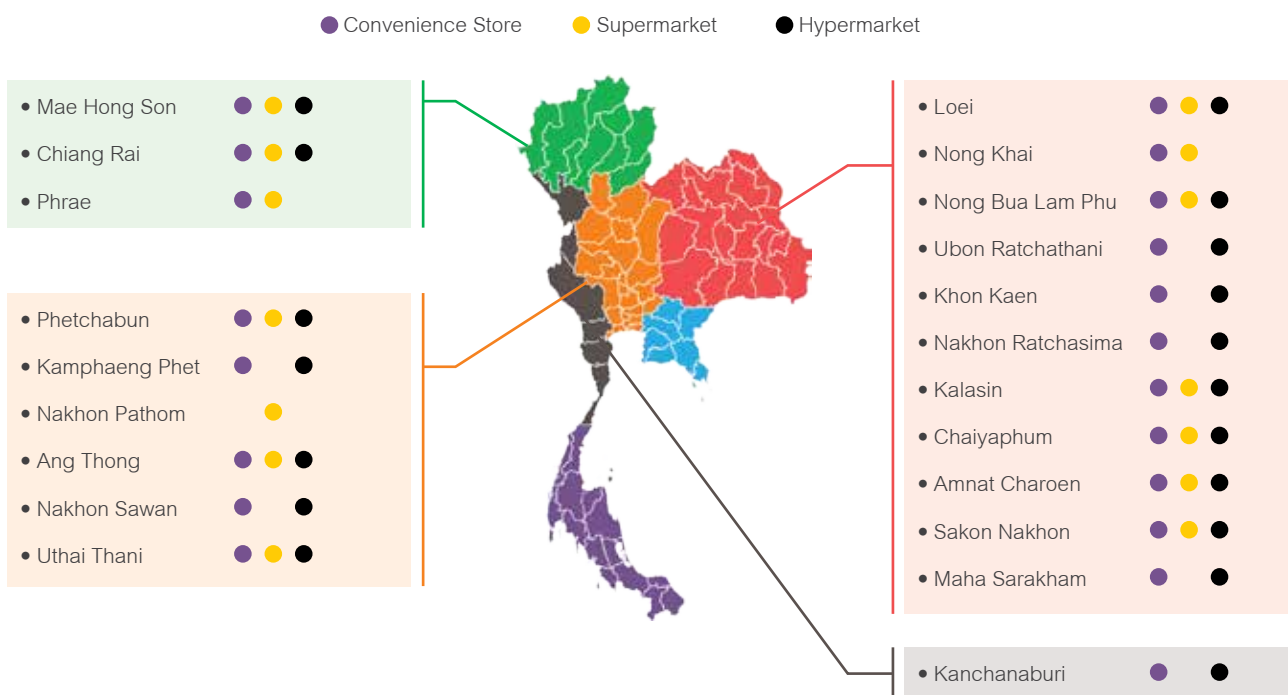 Convenience Store Supermarket Hypermarket
• Mae Hong Son
• Chiang Rai
• Phrae
• Phetchabun
• Kamphaeng Phet
• Nakhon Pathom
• Ang Thong
• Nakhon Sawan
• Uthai Thani
• Loei
• Nong Khai
• Nong Bua Lam Phu
• Ubon Ratchathani
• Khon Kaen
• Nakhon Ratchasima
• Kalasin
• Chaiyaphum
• Amnat Charoen
• Sakon Nakhon
• Maha Sarakham
• Kanchanaburi